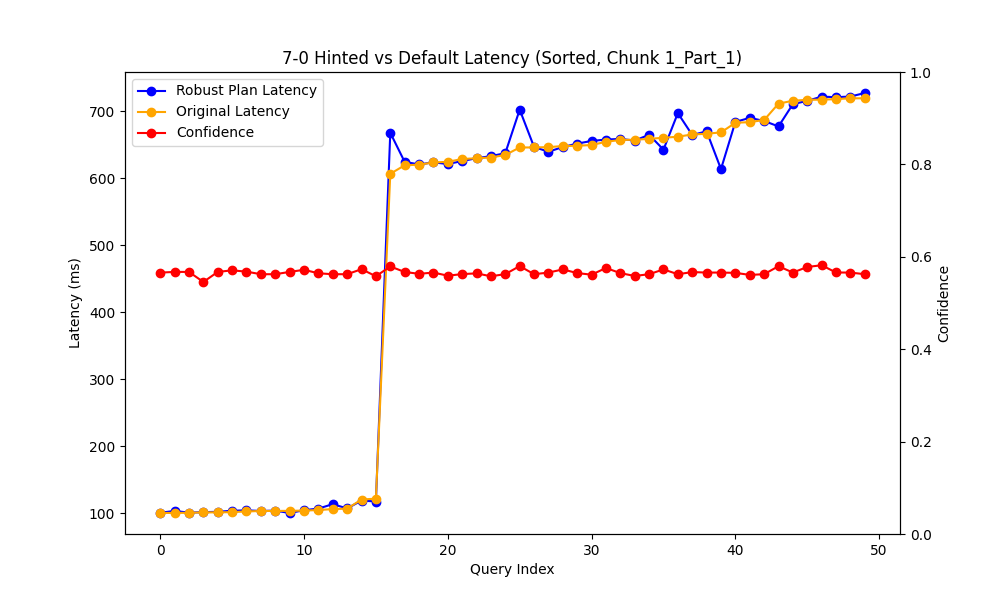 7-0 Hinted vs Default Latency (Sorted, Chunk 1_Part_1)
Robust Plan Latency
Original Latency
Confidence
Latency (ms)
700
600
500
400
300
200
100
1.0
0.8
0.6
0.4
0.2
0.0
Confidence
0 10 20 30 40 50
Query Index